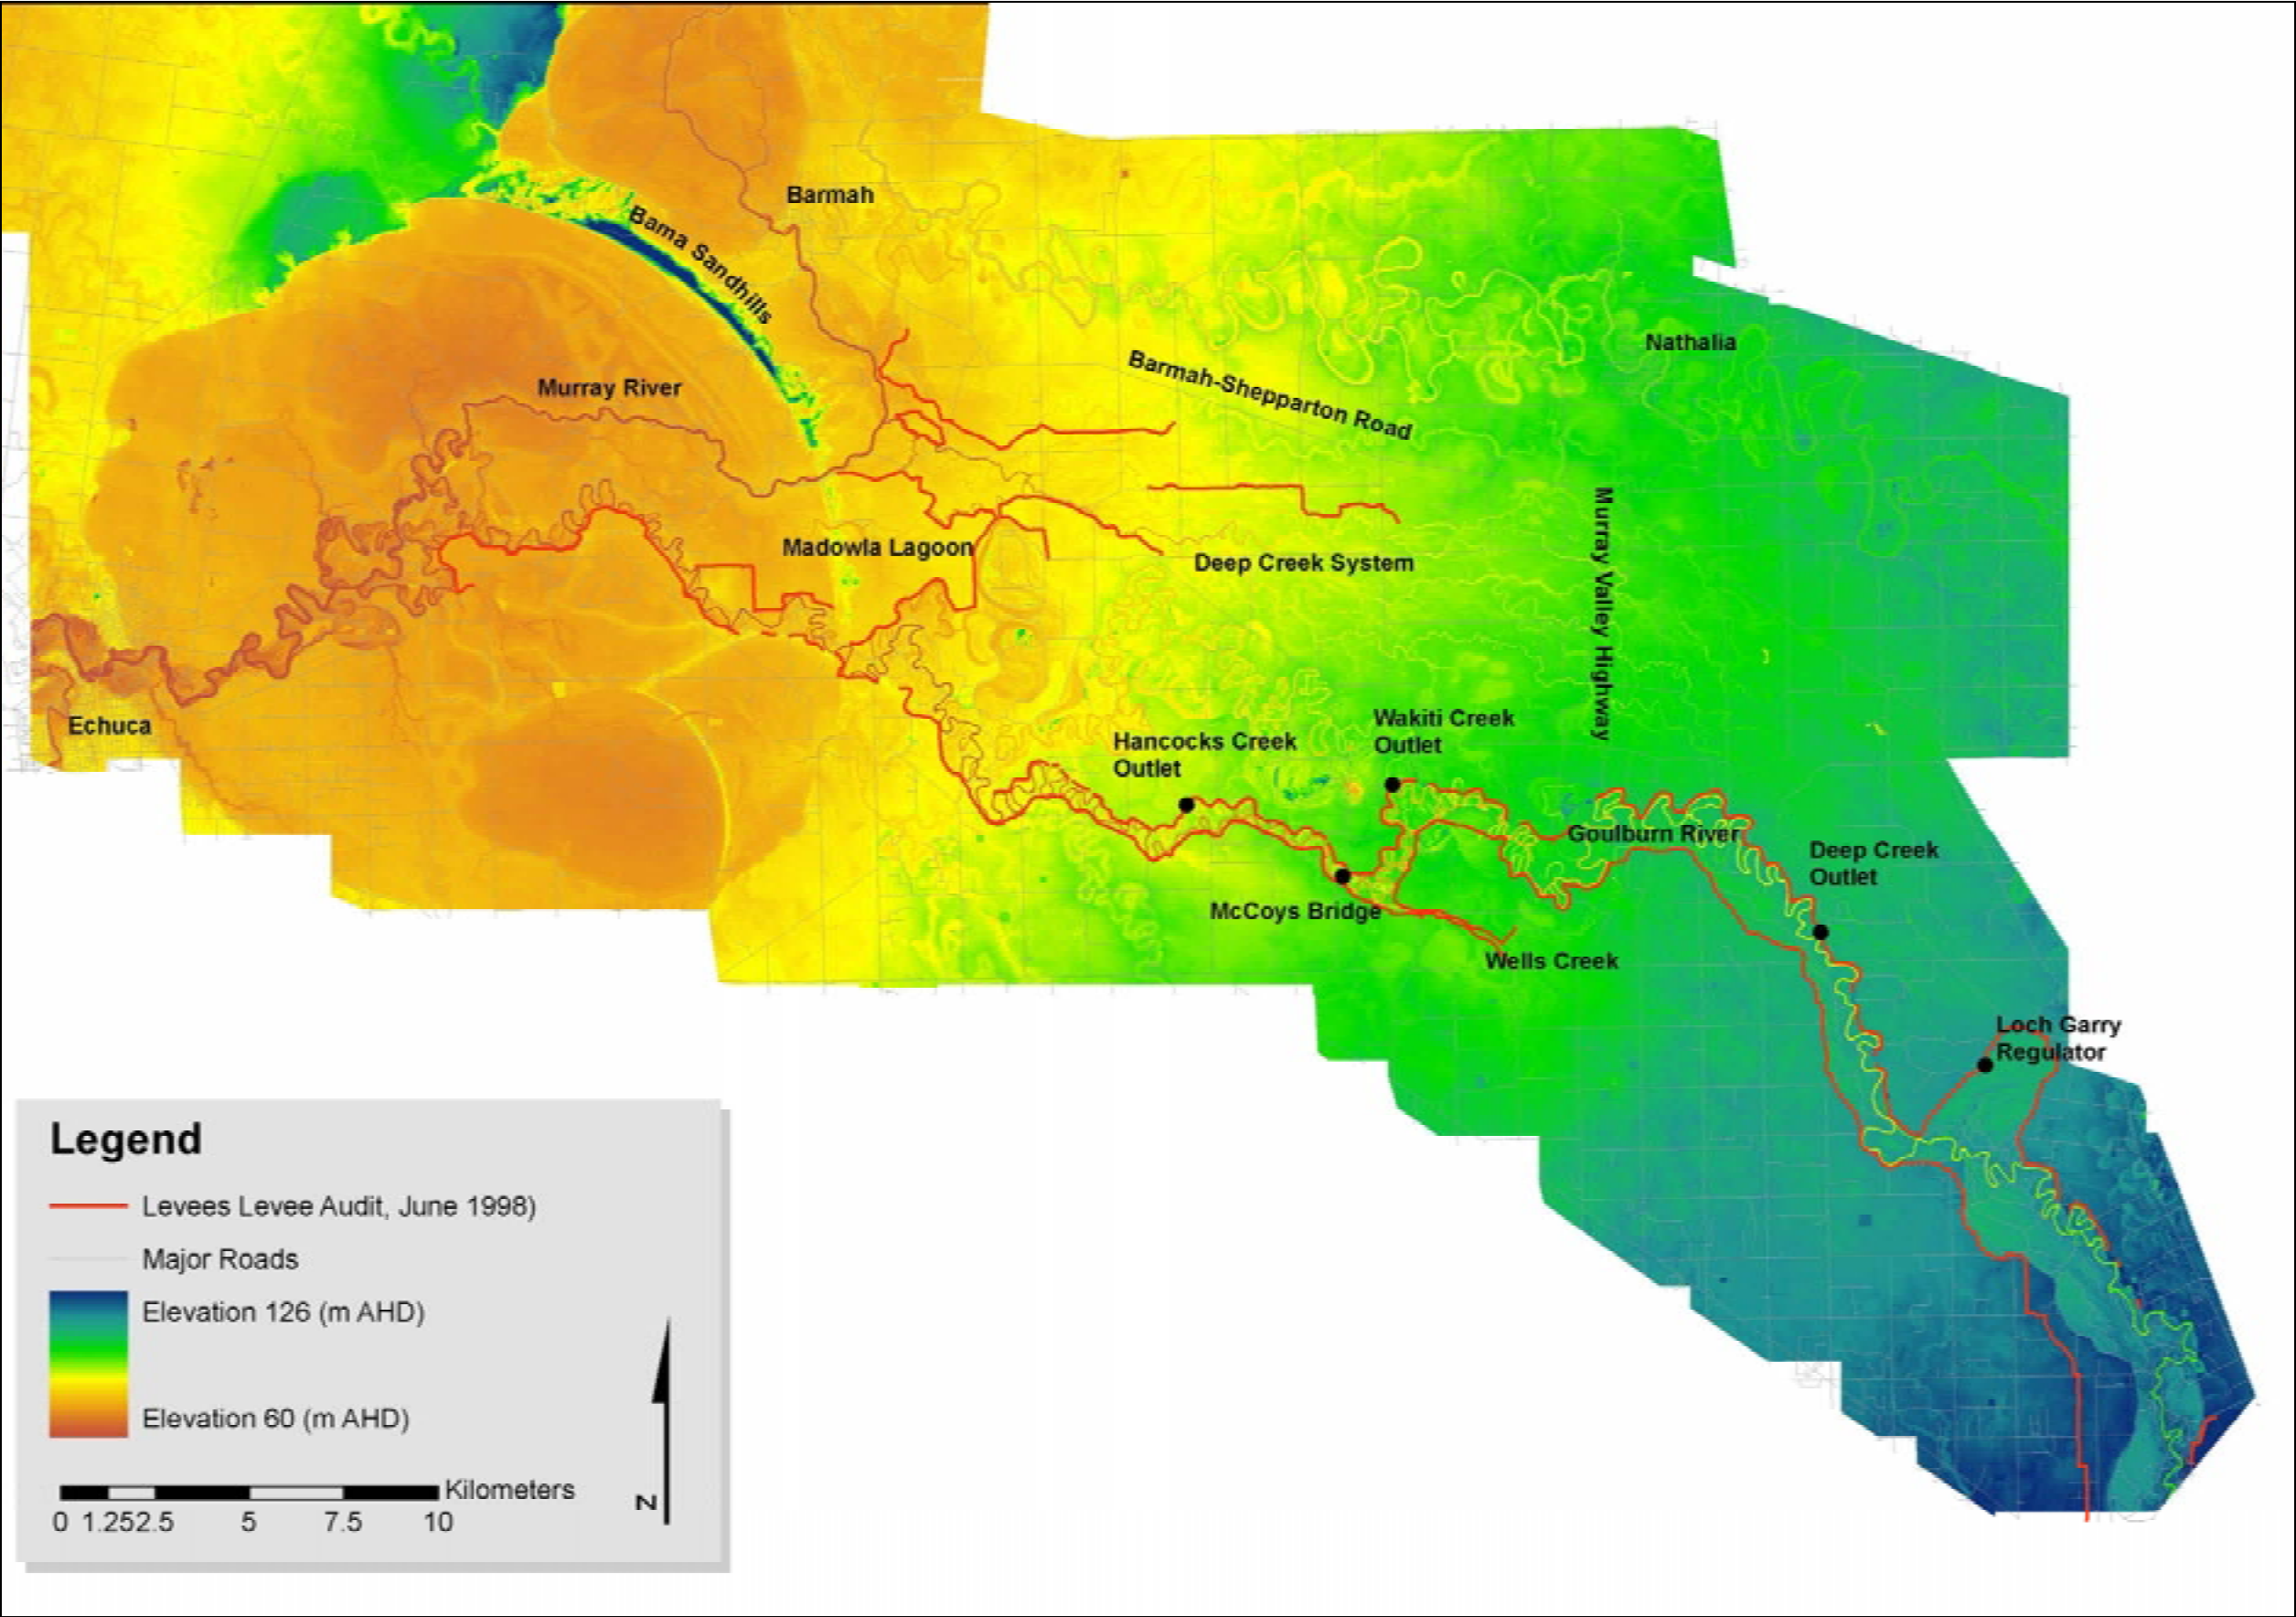 Barmah
Bama Sandhills
Nathalia
Barmah-Shepparton Road
Murray River
Murray Valley Highway
Madowla Lagoon
Deep Creek System
Echuca
Wakiti Creek
Outlet
Hancocks Creek
Outlet
Goulburn River
Deep Creek
Outlet
McCoys Bridge
Wells Creek
Loch Garry
Regulator
Legend
Levees Levee Audit, June 1998)
Major Roads
Elevation 126 (m AHD)
Elevation 60 (m AHD)
Kilometers
0 1.252.5 5 7.5 10
N